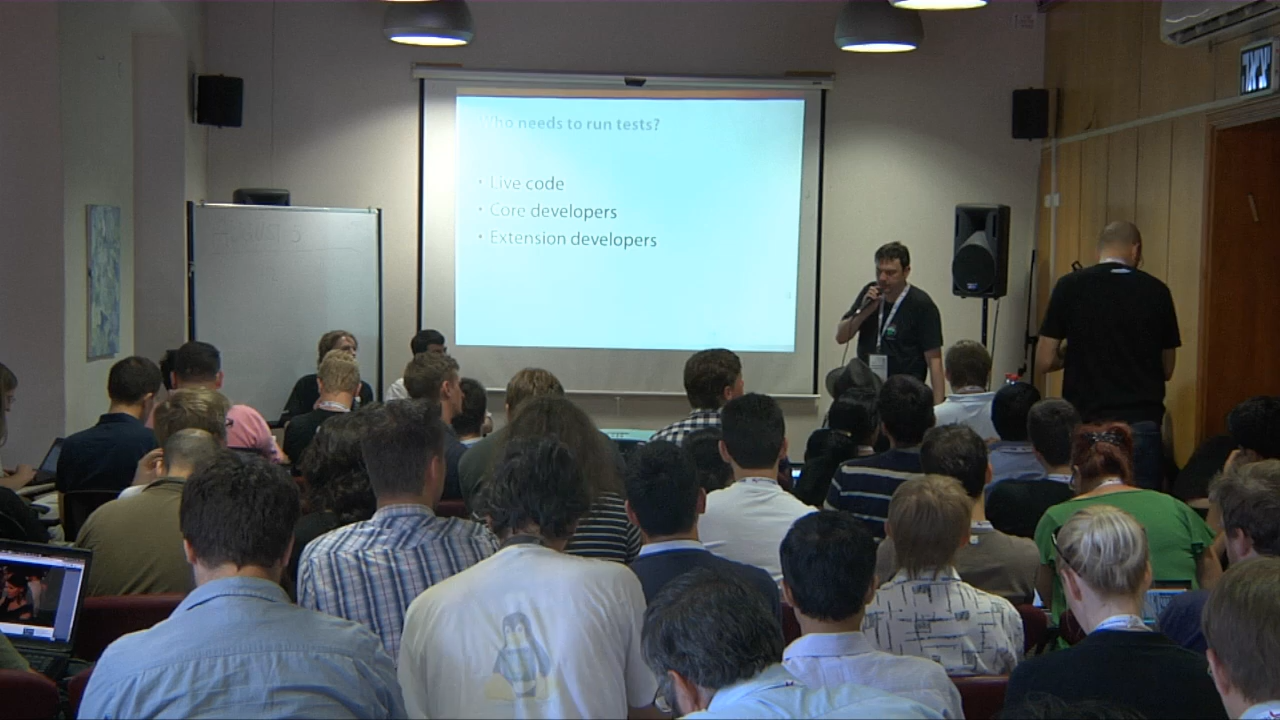 Who needs to run tests?
• Live code
• Core developers
• Extension developers